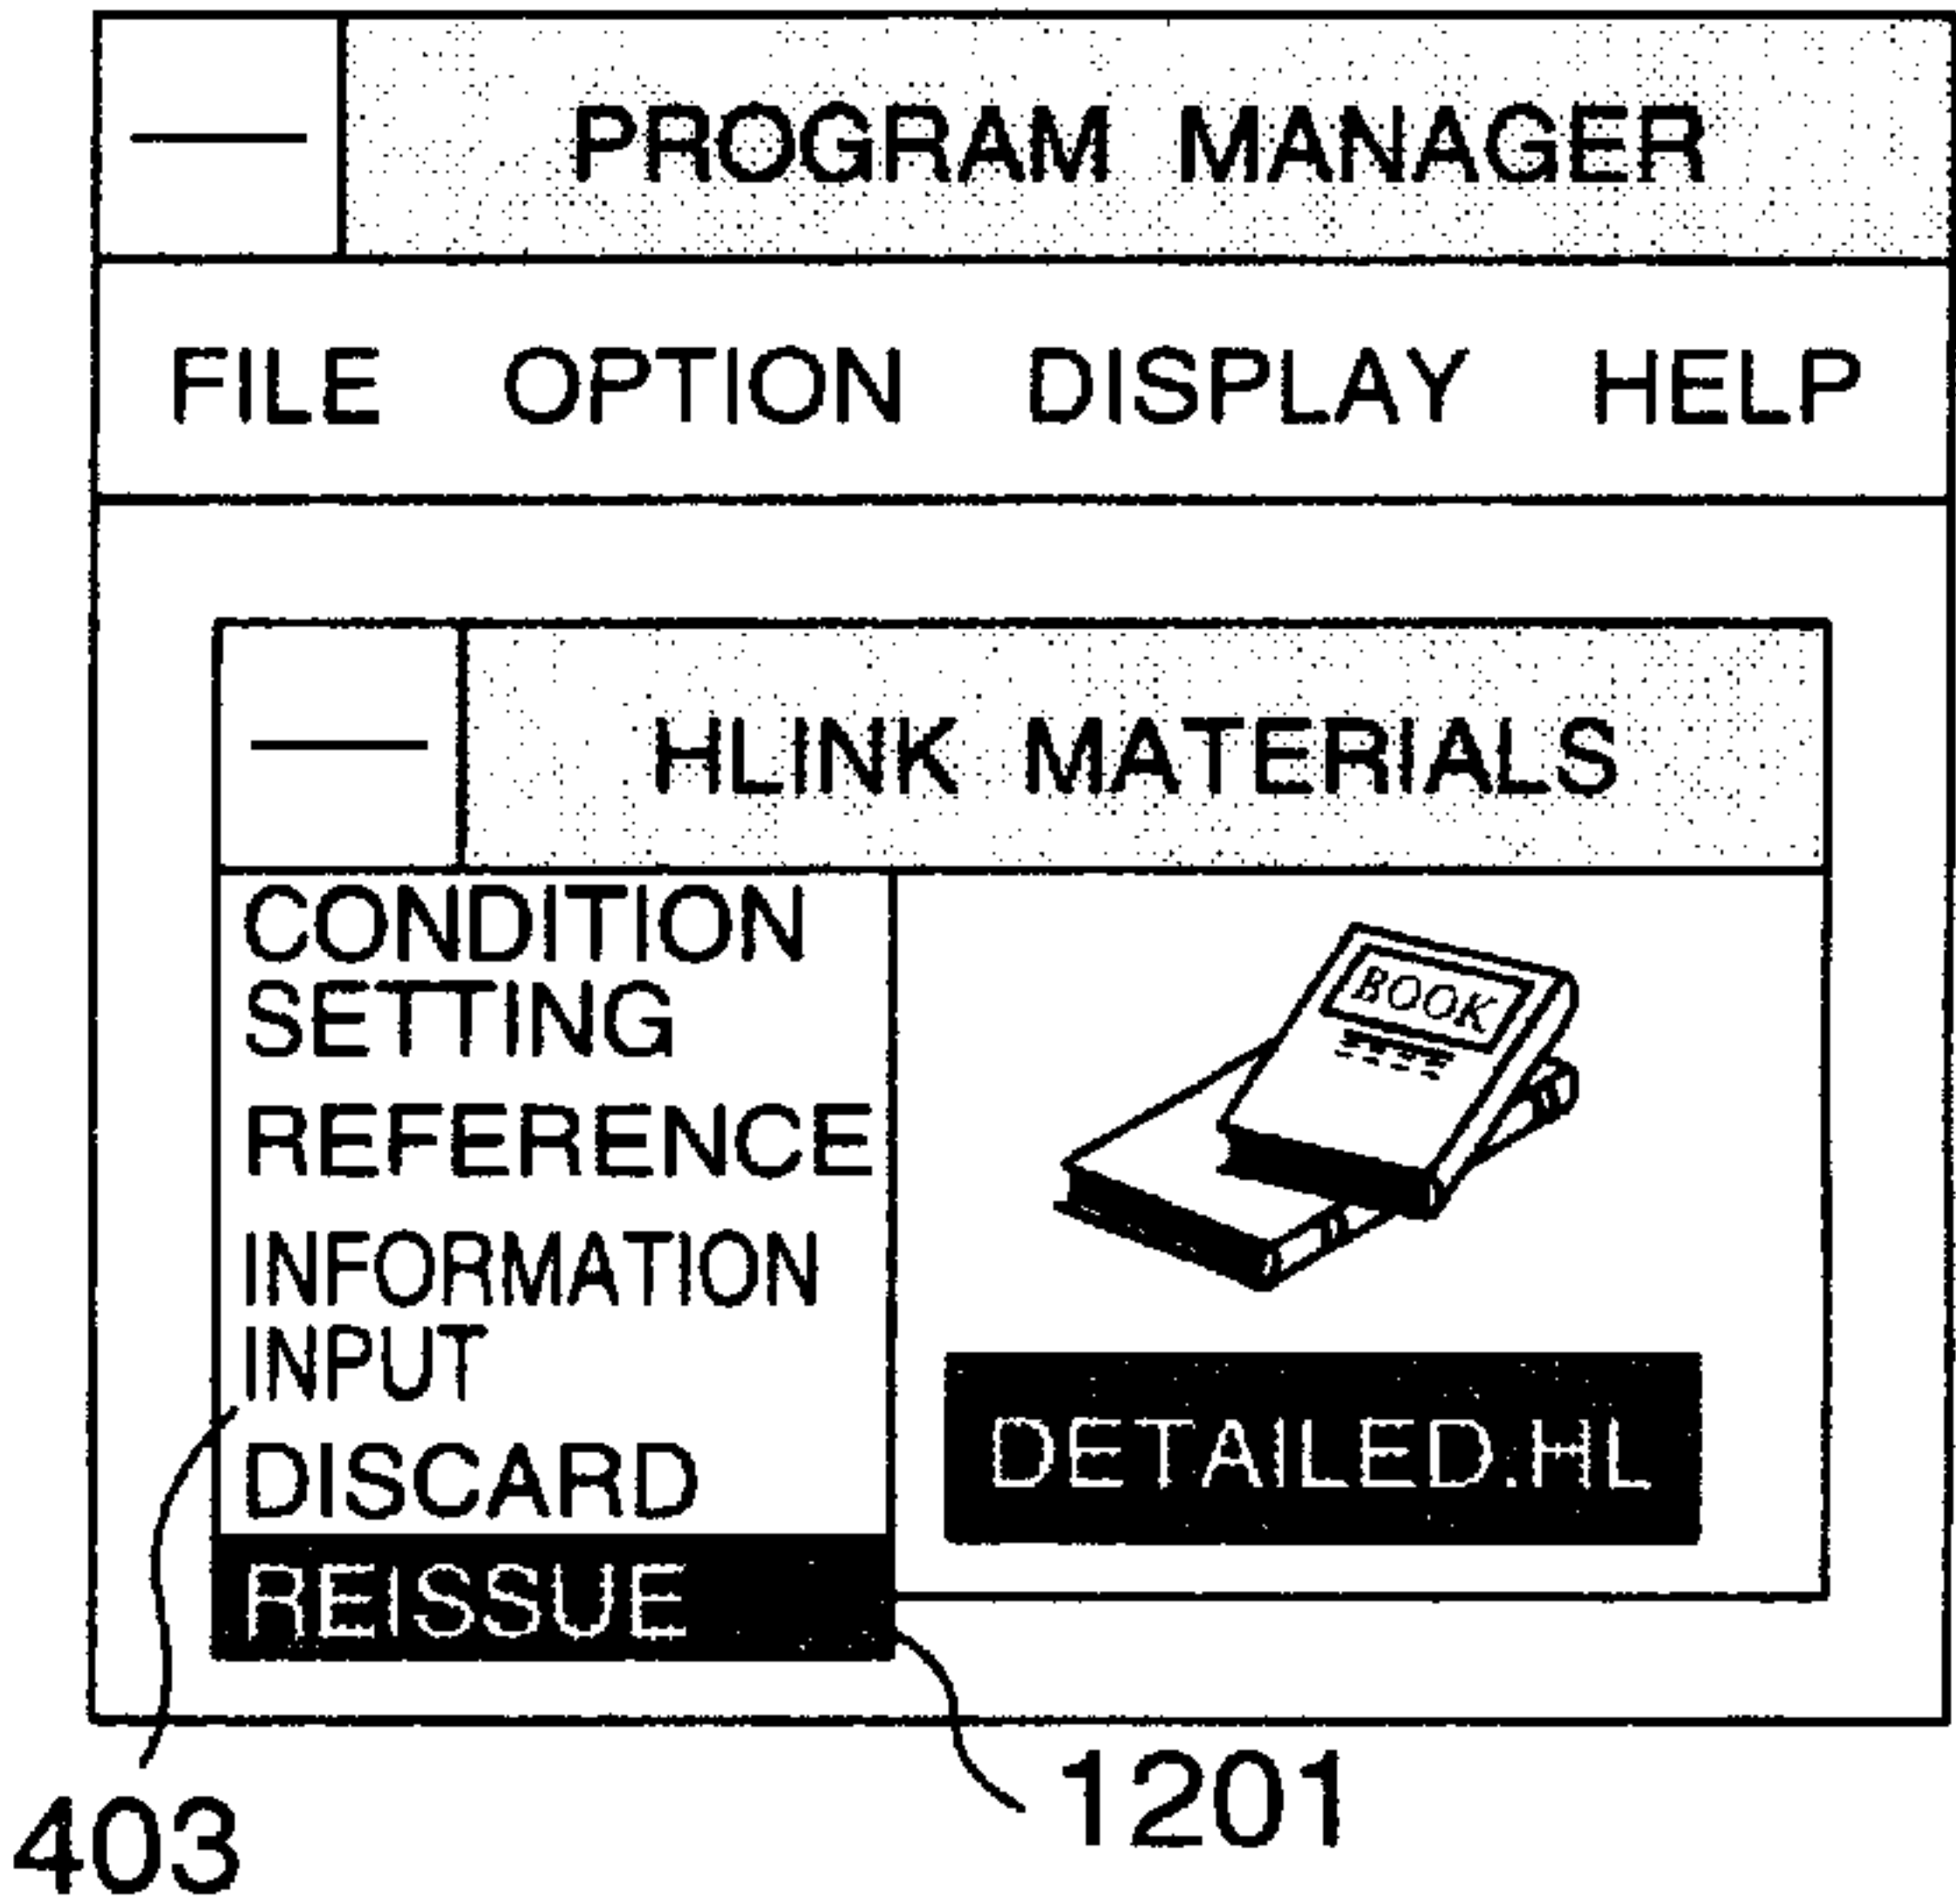 PROGRAM MANAGER
FILE OPTION DISPLAY HELP
HLINK MATERIALS
CONDITION
SETTING
REFERENCE
INFORMATION
INPUT
DISCARD
REISSUE
BOOK
DETAILED.HL
403
1201